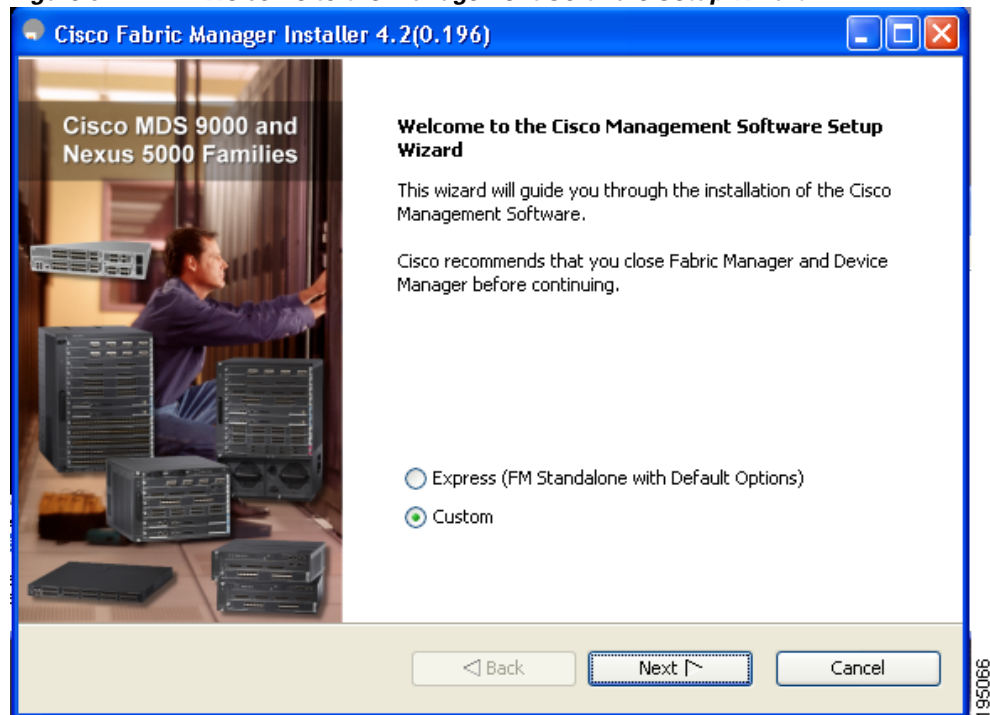 Cisco Fabric Manager Installer 4.2(0.196)
Cisco MDS 9000 and
Nexus 5000 Families
Welcome to the Cisco Management Software Setup
Wizard
This wizard will guide you through the installation of the Cisco
Management Software.
Cisco recommends that you close Fabric Manager and Device
Manager before continuing.
Express (FM Standalone with Default Options)
Custom
Back
Next
Cancel
195066